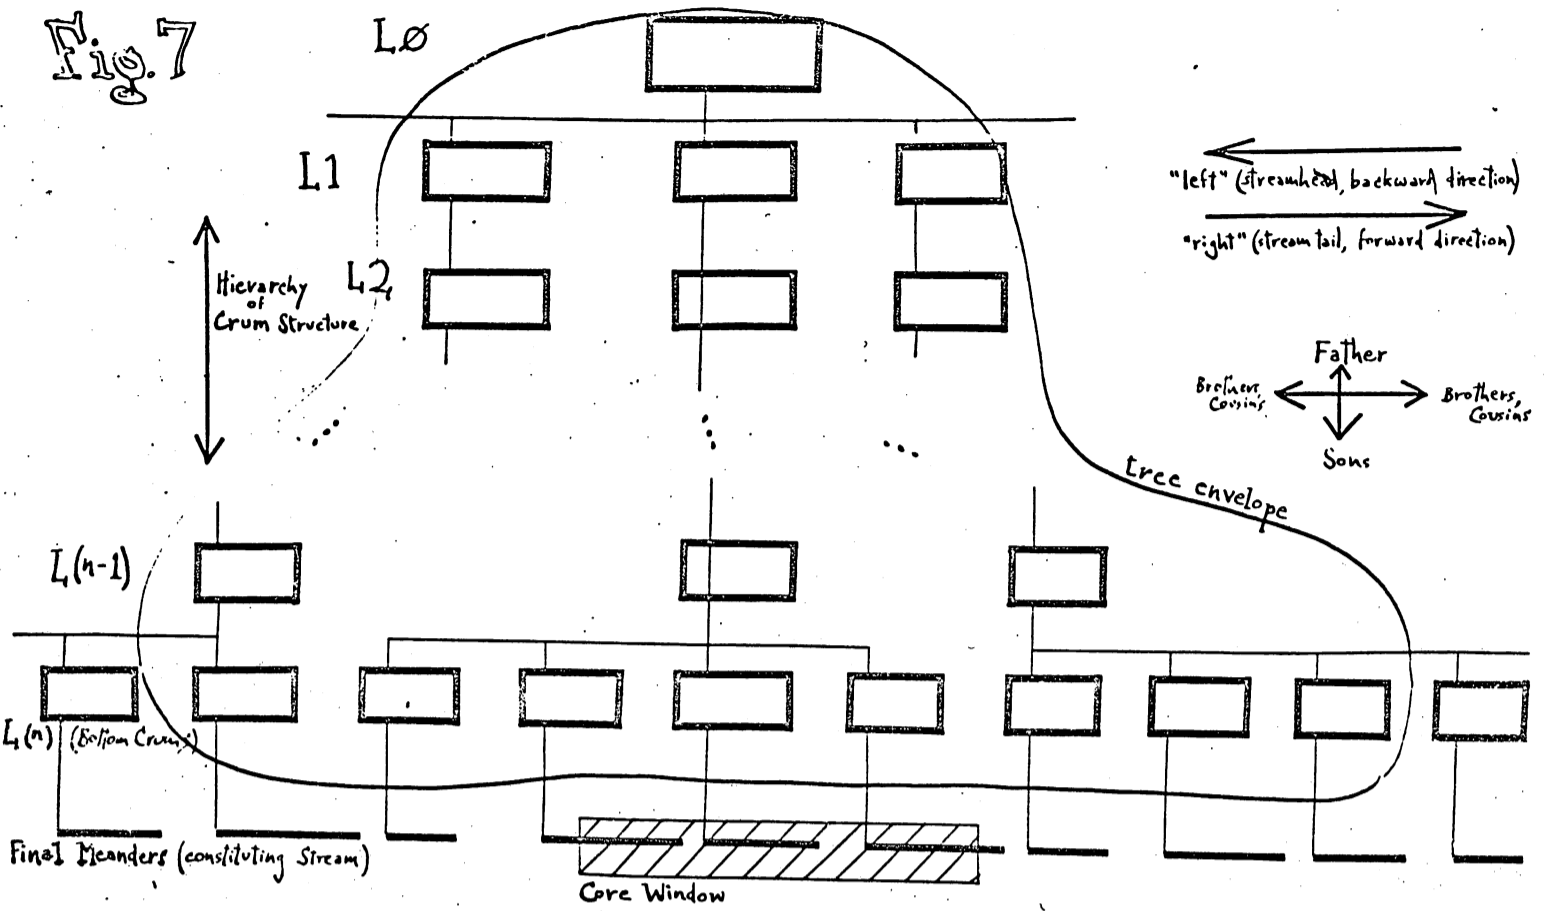 Fig. 7
LØ
L1
L2
Hierarchy
of
Crum Structure
"left" (streamhead, backward direction)
"right" (stream tail, forward direction)
Father
Brothers,
Cousins
Brothers,
Cousins
Sons
tree envelope
L(n-1)
L(n) (Bottom Crums)
Final Meanders (constituting Stream)
Core Window